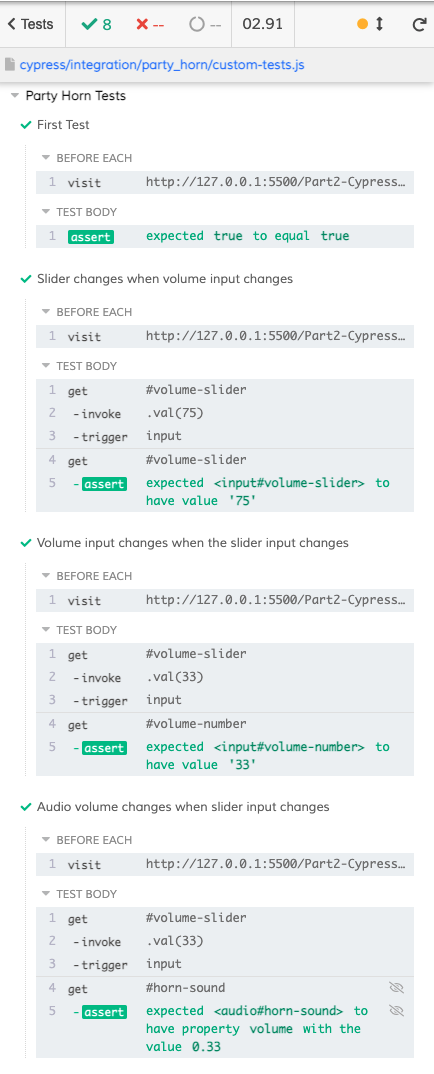 Tests 8 -- -- 02.91
cypress/integration/party_horn/custom-tests.js
Party Horn Tests
First Test
BEFORE EACH
1 visit http://127.0.0.1:5500/Part2-Cypress…
TEST BODY
1 assert expected true to equal true
Slider changes when volume input changes
BEFORE EACH
1 visit http://127.0.0.1:5500/Part2-Cypress…
TEST BODY
1 get #volume-slider
2 -invoke .val(75)
3 -trigger input
4 get #volume-slider
5 -assert expected <input#volume-slider> to
have value '75'
Volume input changes when the slider input changes
BEFORE EACH
1 visit http://127.0.0.1:5500/Part2-Cypress…
TEST BODY
1 get #volume-slider
2 -invoke .val(33)
3 -trigger input
4 get #volume-number
5 -assert expected <input#volume-number> to
have value '33'
Audio volume changes when slider input changes
BEFORE EACH
1 visit http://127.0.0.1:5500/Part2-Cypress…
TEST BODY
1 get #volume-slider
2 -invoke .val(33)
3 -trigger input
4 get #horn-sound
5 -assert expected <audio#horn-sound> to
have property volume with the
value 0.33